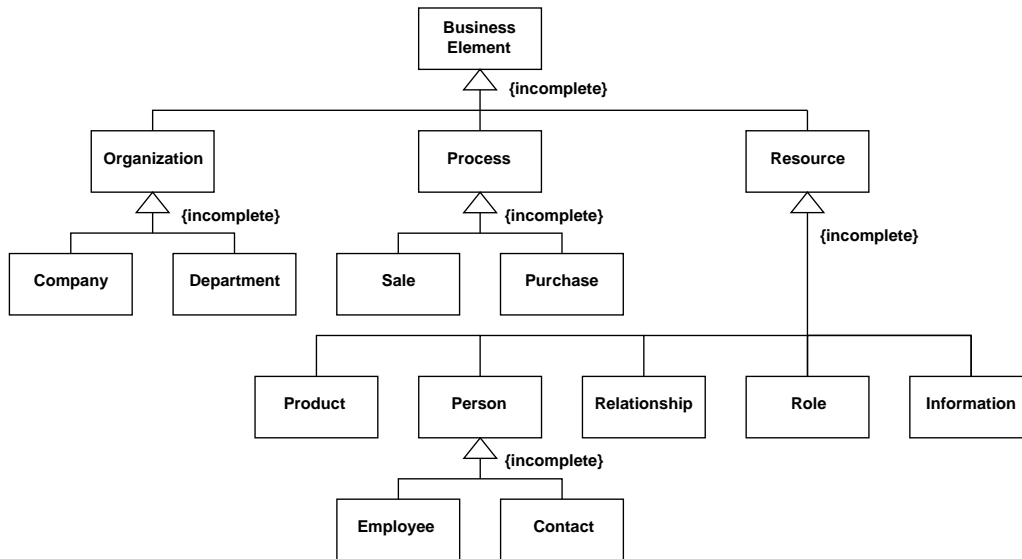 Business
Element
{incomplete}
Organization
Process
Resource
{incomplete}
{incomplete}
{incomplete}
Company
Department
Sale
Purchase
Product
Person
Relationship
Role
Information
{incomplete}
Employee
Contact